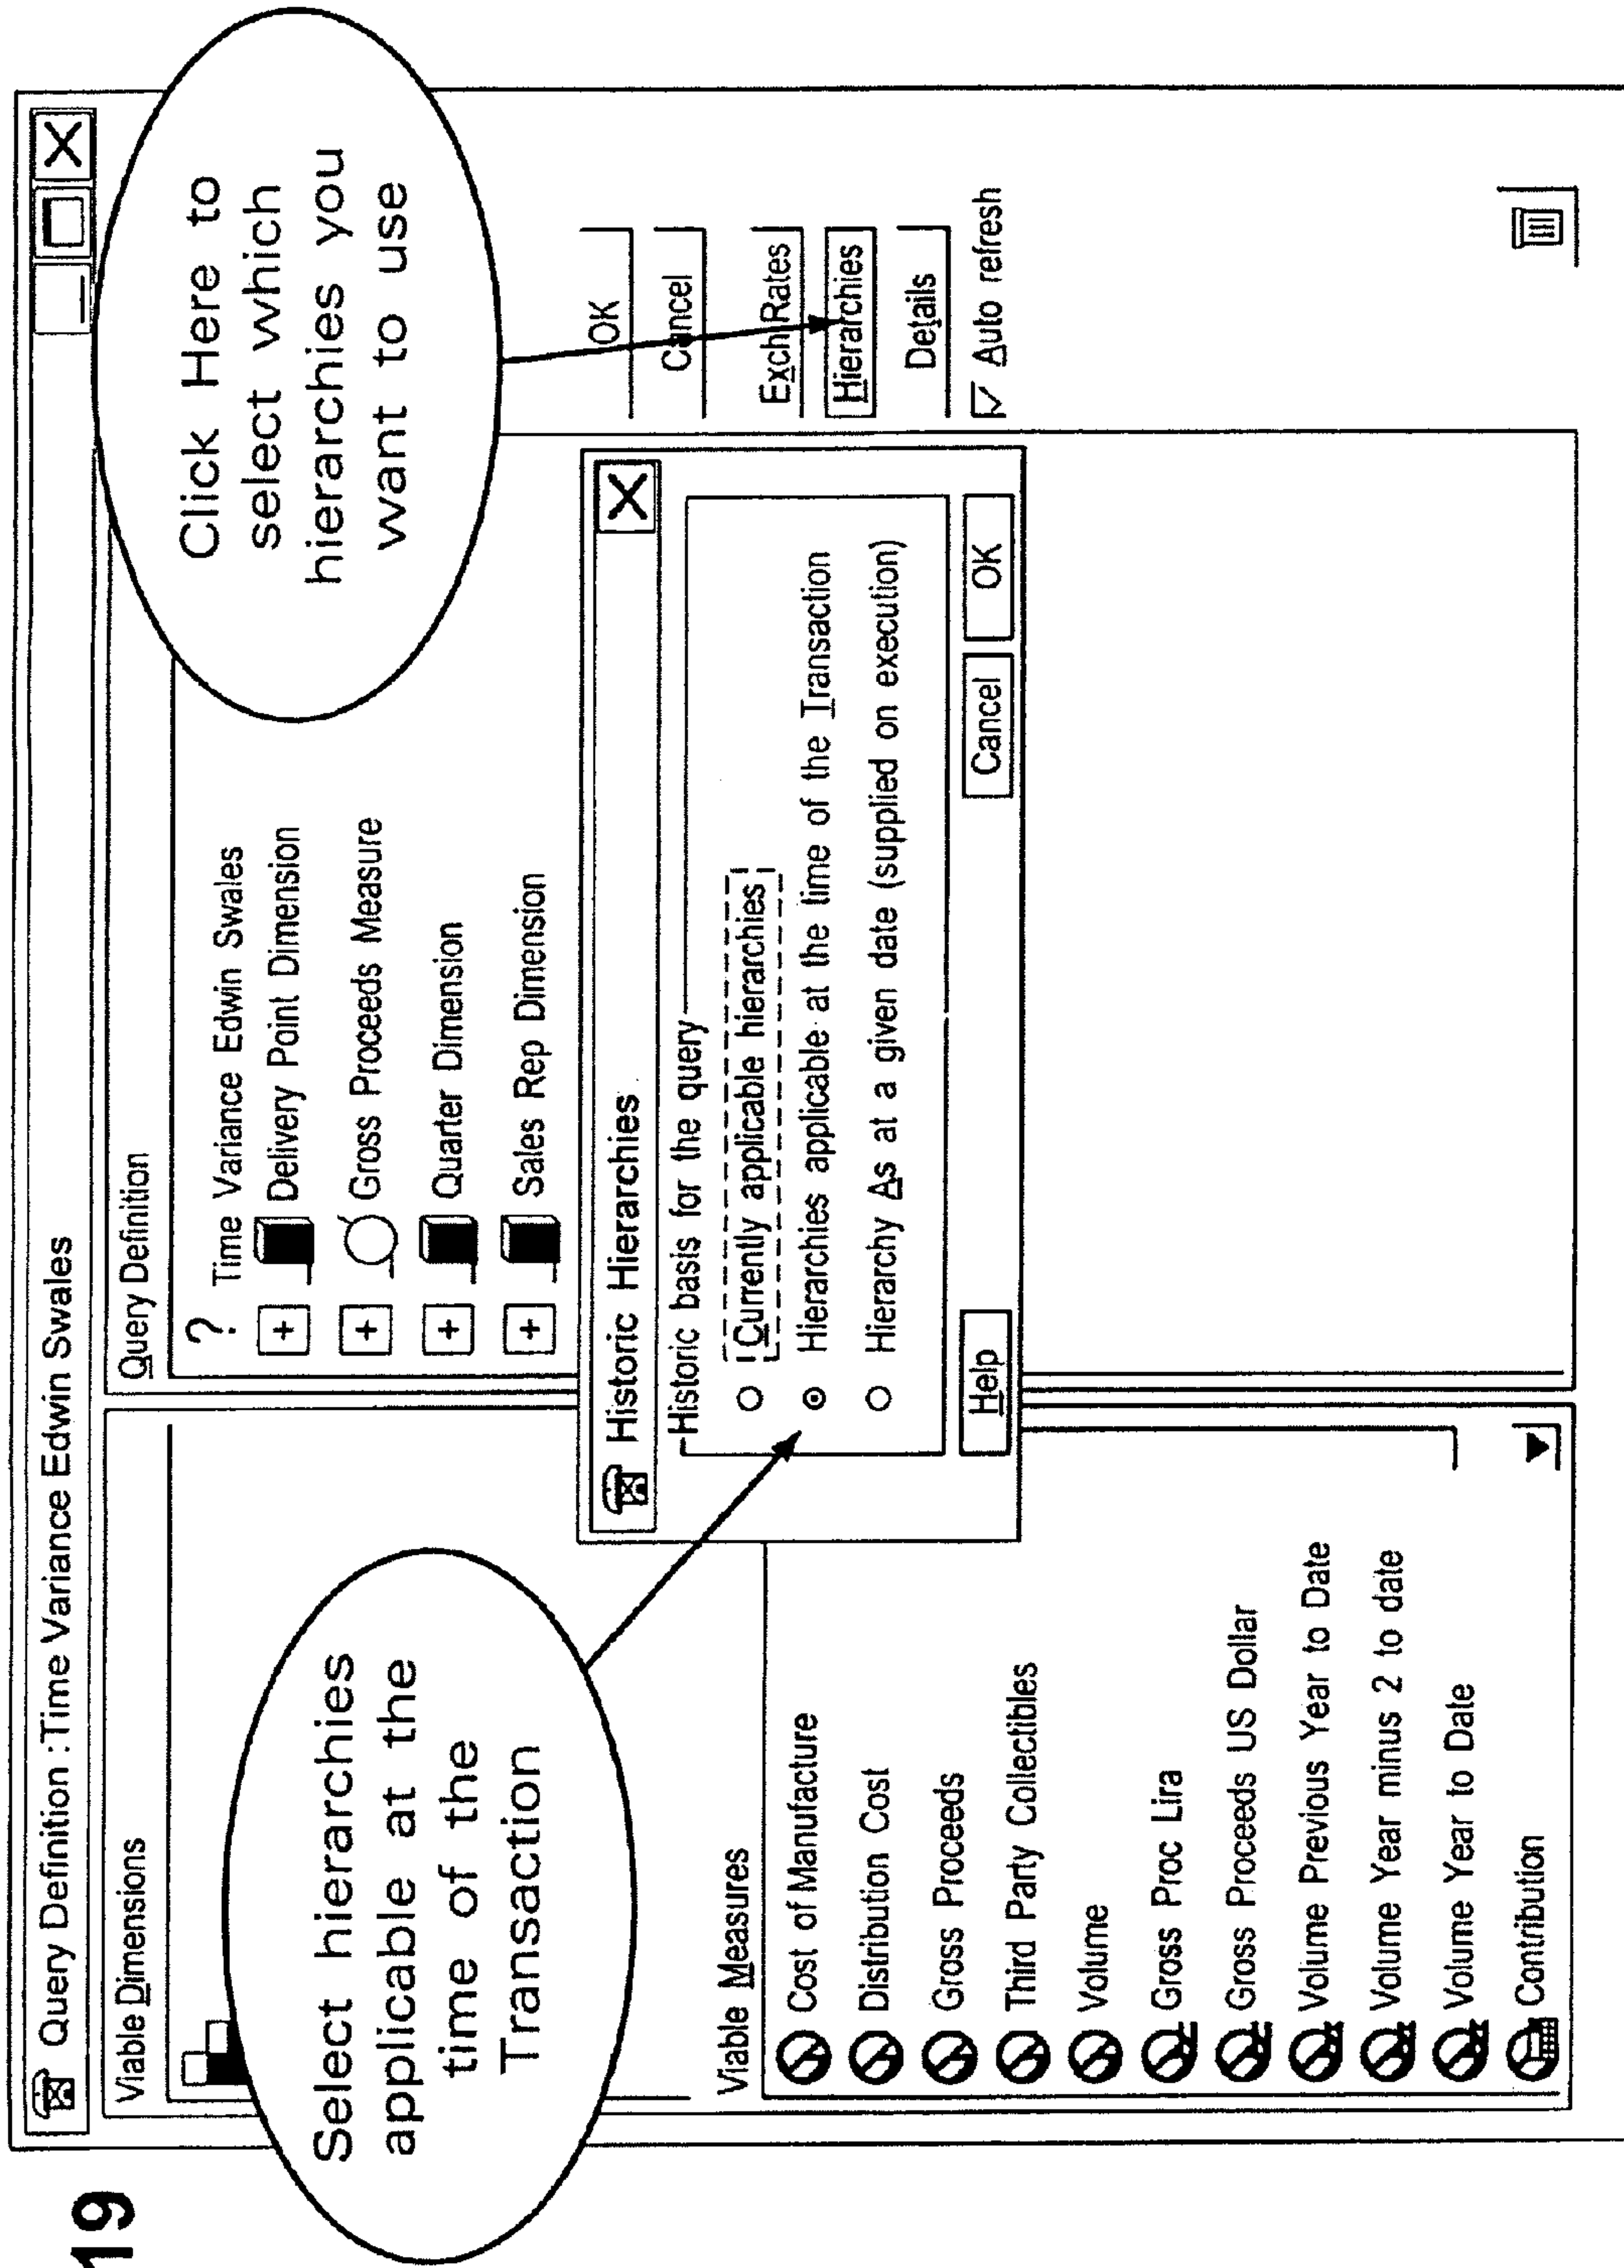 19
Query Definition :Time Variance Edwin Swales
Viable Dimensions
Select hierarchies
applicable at the
time of the
Transaction
Viable Measures
Cost of Manufacture
Distribution Cost
Gross Proceeds
Third Party Collectibles
Volume
Gross Proc Lira
Gross Proceeds US Dollar
Volume Previous Year to Date
Volume Year minus 2 to date
Volume Year to Date
Contribution
Query Definition
? Time Variance Edwin Swales
+ Delivery Point Dimension
+ Gross Proceeds Measure
+ Quarter Dimension
+ Sales Rep Dimension
Historic Hierarchies
Historic basis for the query
Currently applicable hierarchies
Hierarchies applicable at the time of the Transaction
Hierarchy As at a given date (supplied on execution)
Help
Cancel
OK
Click Here to
select which
hierarchies you
want to use
OK
Cancel
Exch Rates
Hierarchies
Details
Auto refresh